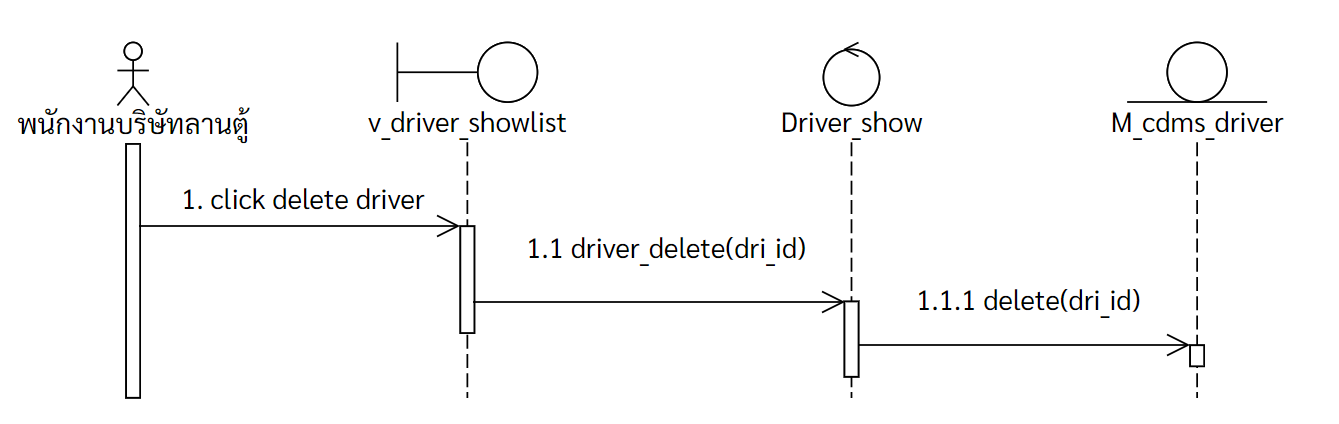 พนักงานบริษัทลานตู้
v_driver_showlist
Driver_show
M_cdms_driver
1. click delete driver
1.1 driver_delete(dri_id)
1.1.1 delete(dri_id)